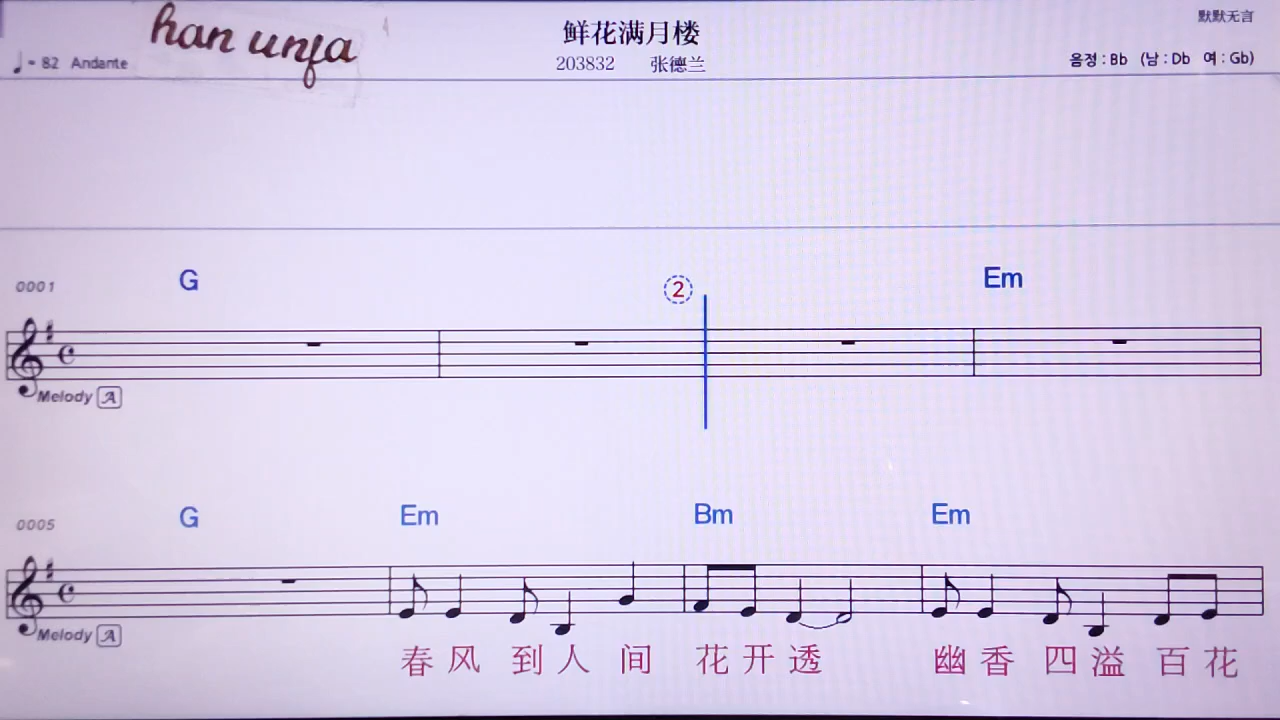 han unfa
鲜花满月楼
默默无言
♩= 82 Andante
203832 张德兰
음정 : Bb (남 : Db 여 : Gb)
0001 G ② Em
Melody A
0005 G Em Bm Em
Melody A
春风到人间 花开透 幽香四溢百花